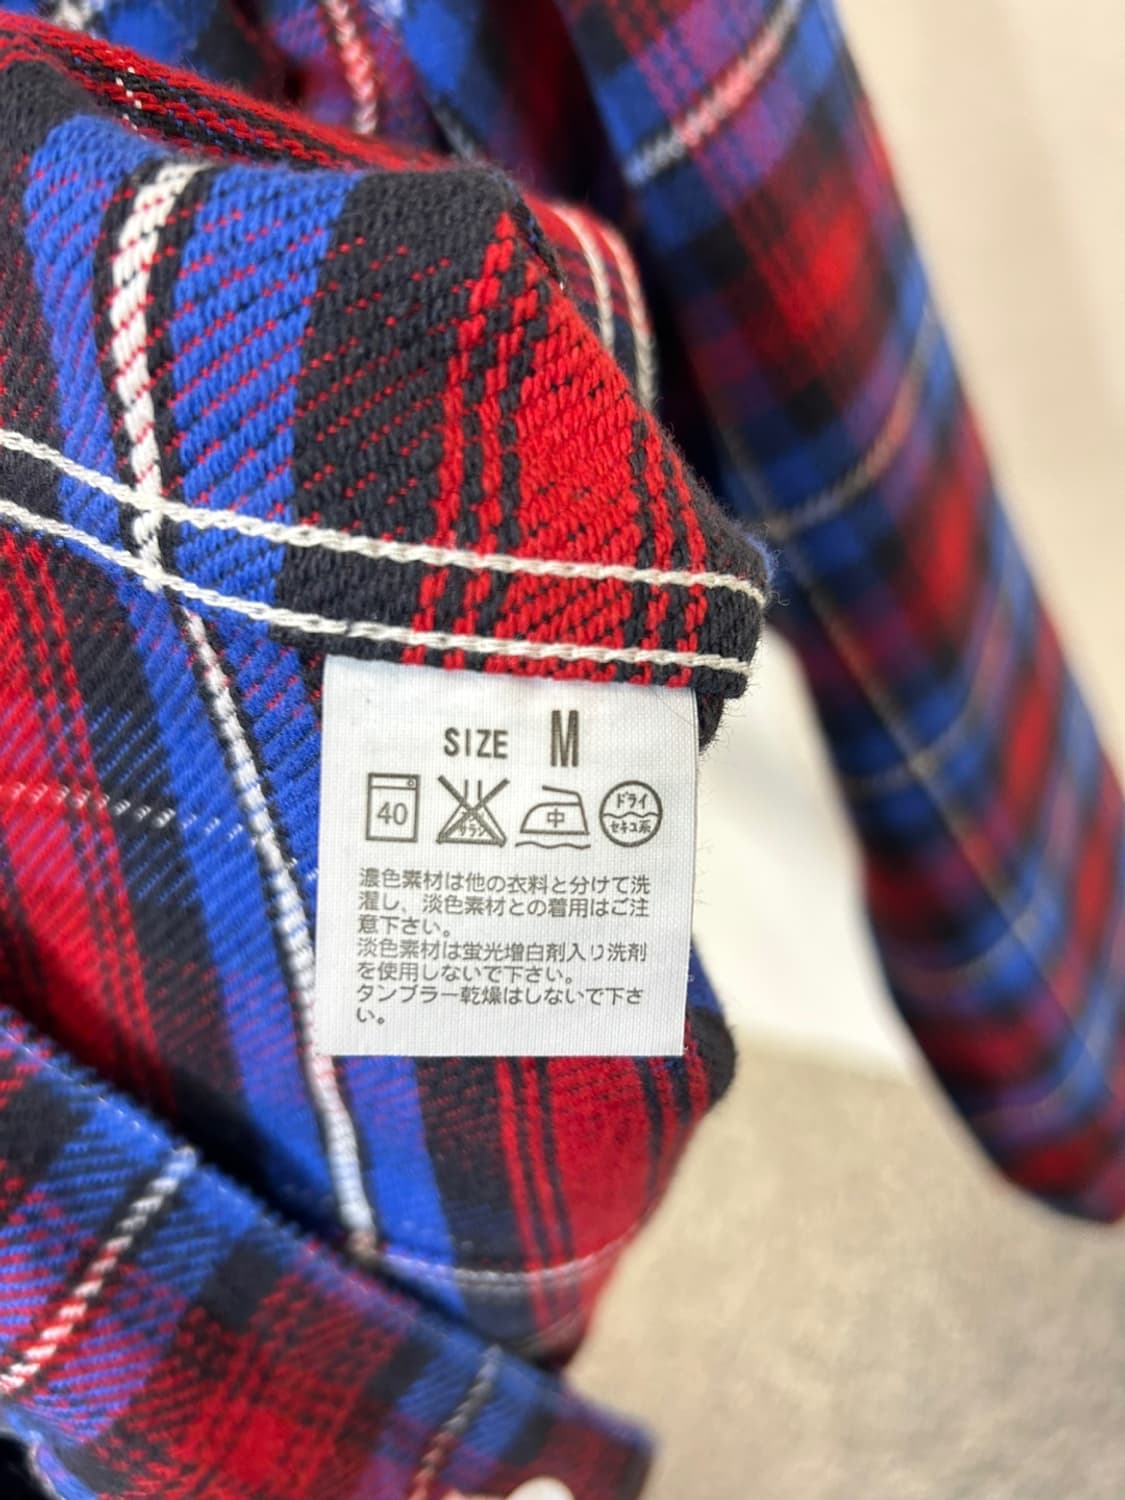 SIZE M
40 サラシ 中 ドライ
セキユ系
濃色素材は他の衣料と分けて洗
濯し、淡色素材との着用はご注
意下さい。
淡色素材は蛍光増白剤入り洗剤
を使用しないで下さい。
タンブラー乾燥はしないで下さ
い。